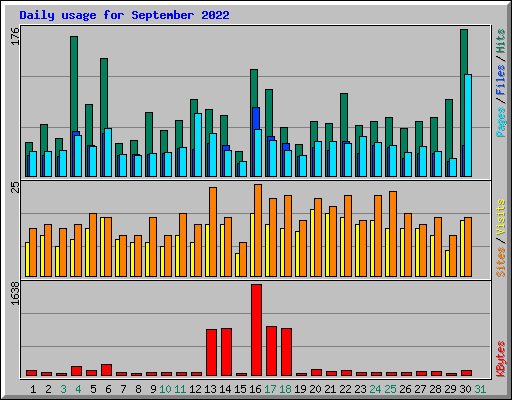 Daily usage for September 2022
176
Pages / Files / Hits
25
Sites / Visits
1638
KBytes
1 2 3 4 5 6 7 8 9 10 11 12 13 14 15 16 17 18 19 20 21 22 23 24 25 26 27 28 29 30 31